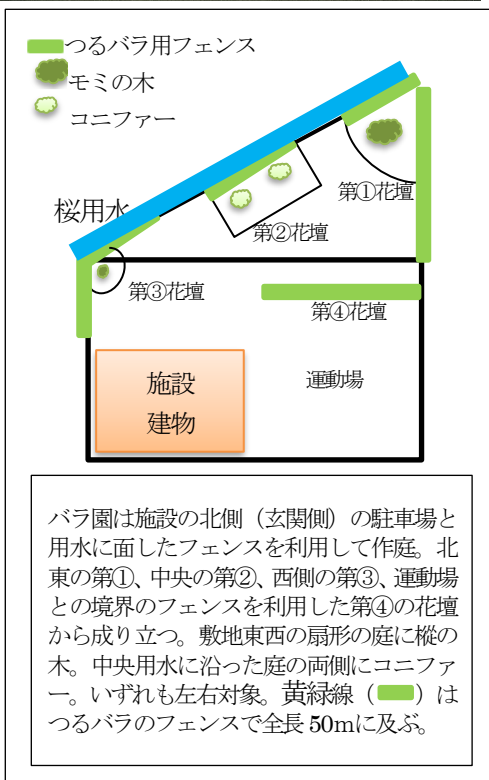 つるバラ用フェンス
モミの木
コニファー
桜用水
第①花壇
第②花壇
第③花壇
第④花壇
施設
建物
運動場
バラ園は施設の北側（玄関側）の駐車場と
用水に面したフェンスを利用して作庭。北
東の第①、中央の第②、西側の第③、運動場
との境界のフェンスを利用した第④の花壇
から成り立つ。敷地東西の扇形の庭に樅の
木。中央用水に沿った庭の両側にコニファ
ー。いずれも左右対象。黄緑線（ ）は
つるバラのフェンスで全長 50mに及ぶ。